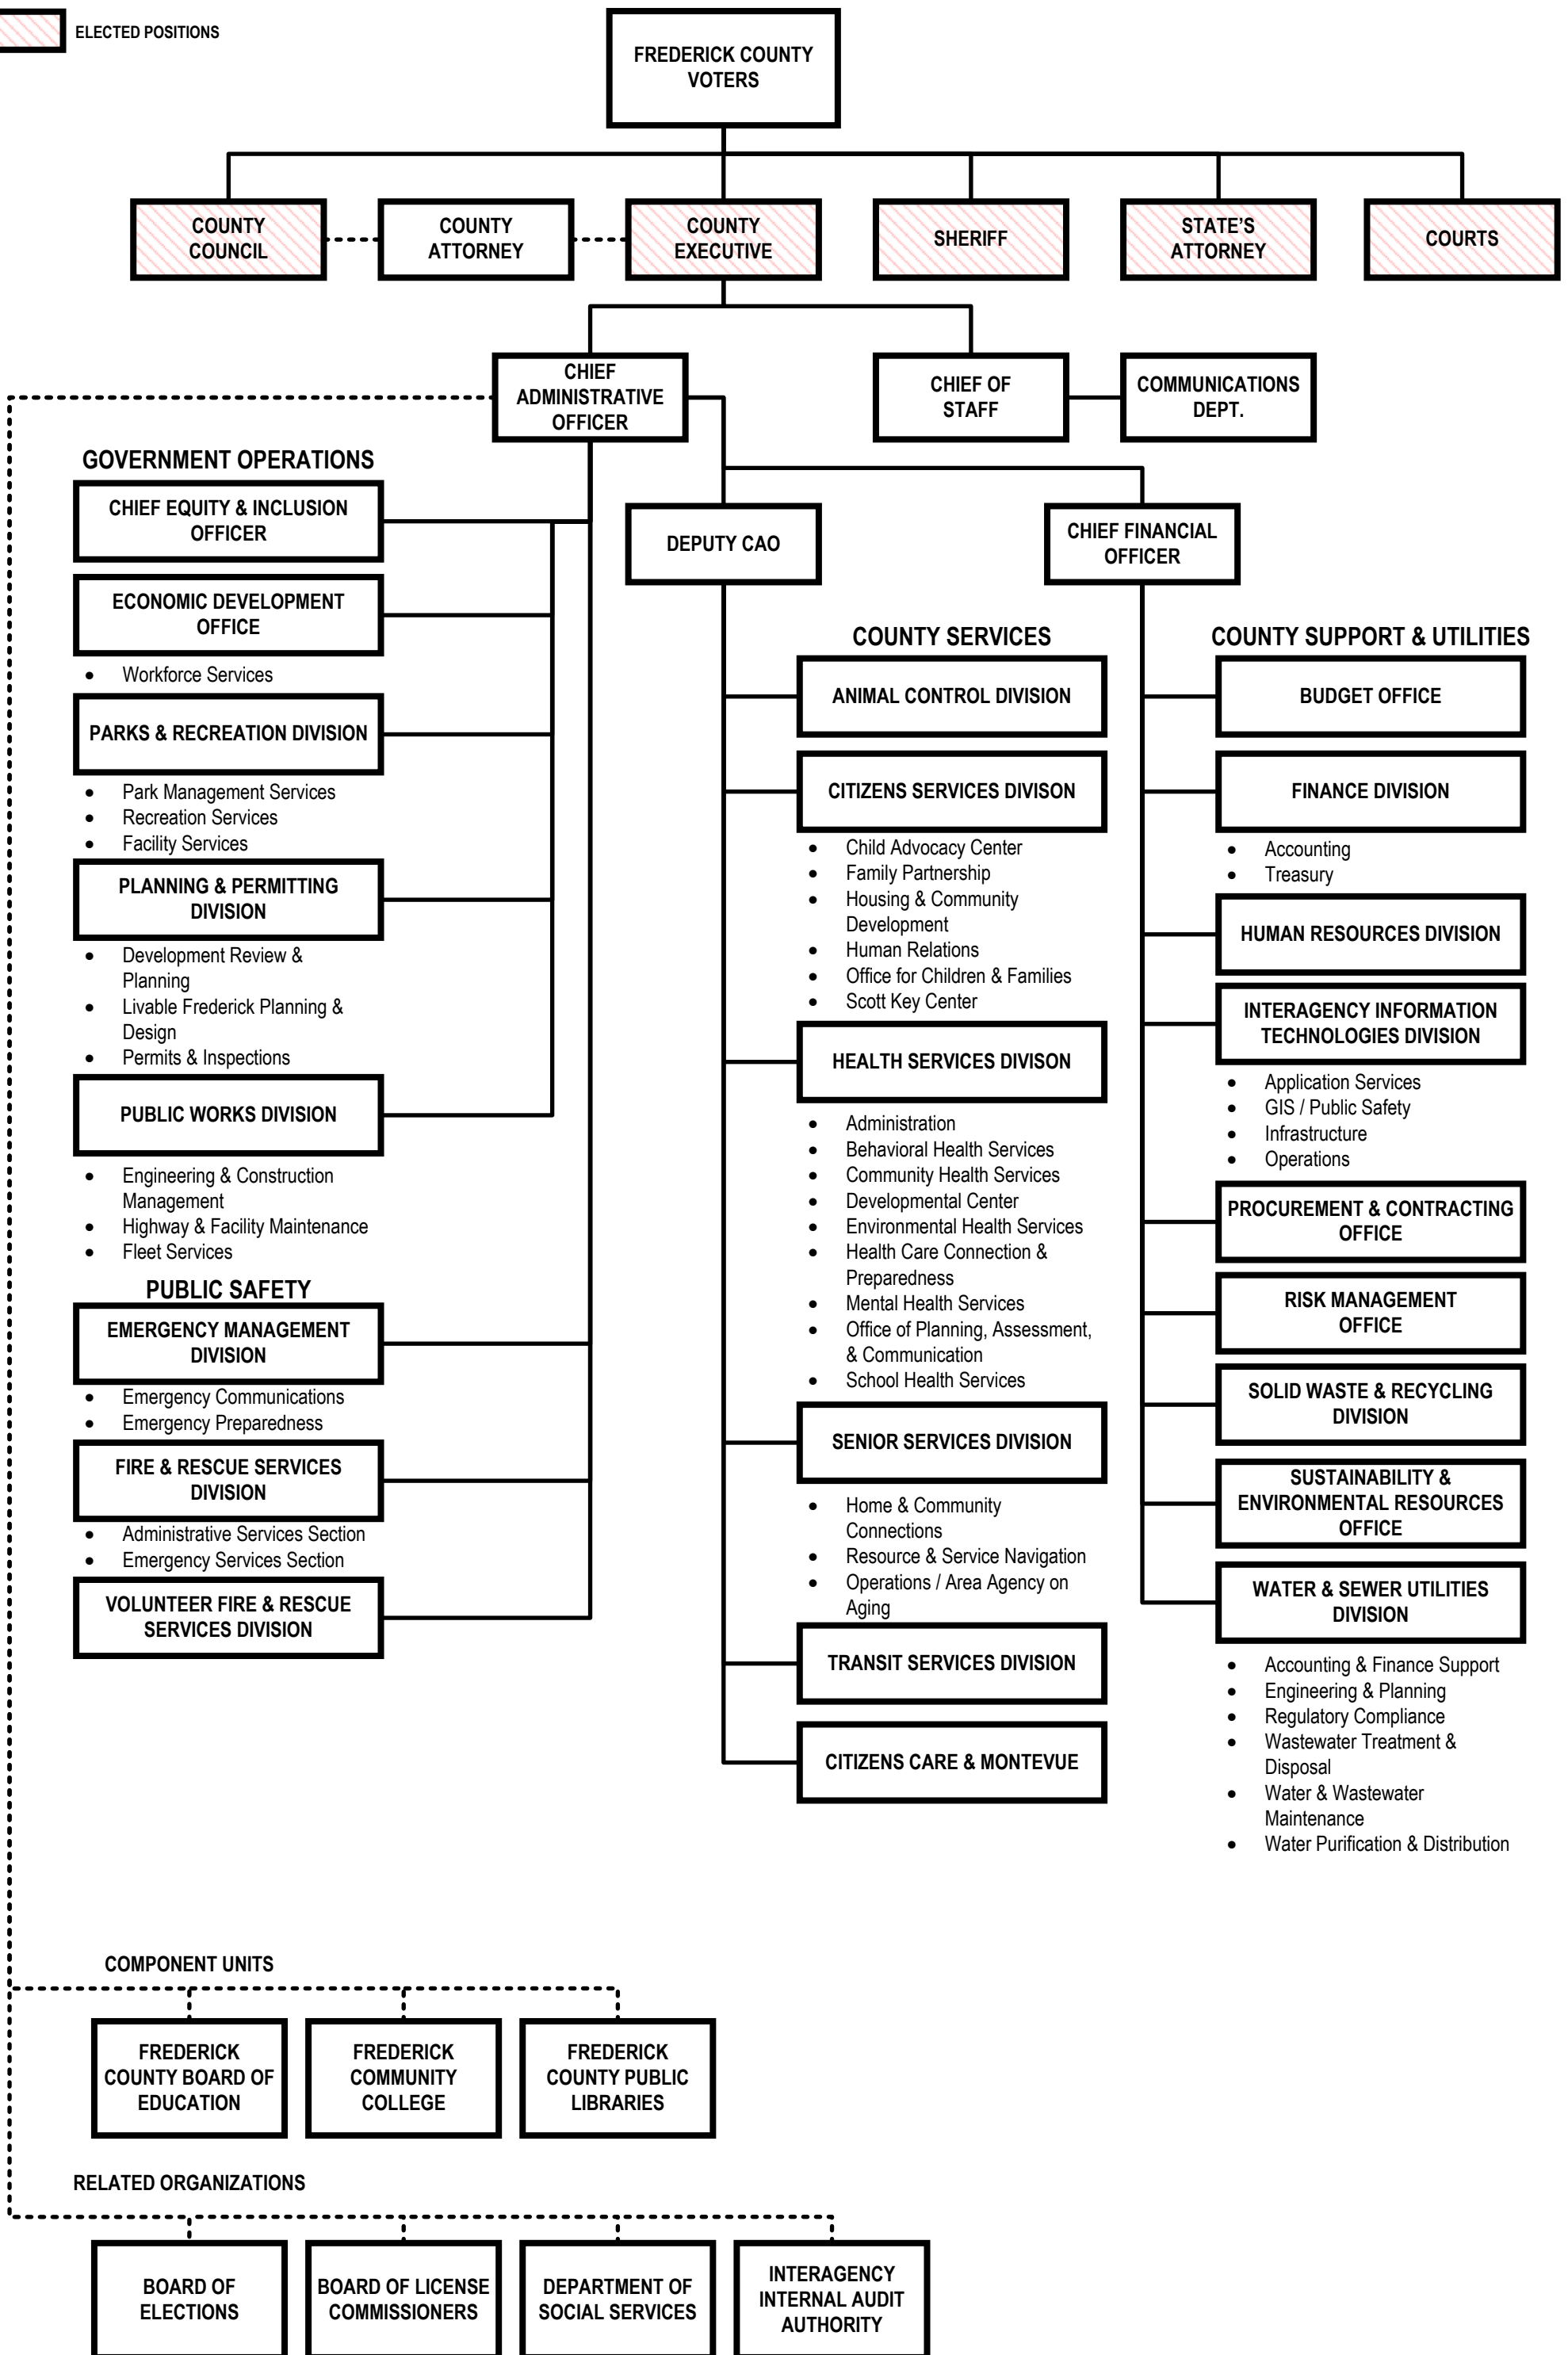 ELECTED POSITIONS
FREDERICK COUNTY
VOTERS
COUNTY
COUNCIL
COUNTY
ATTORNEY
COUNTY
EXECUTIVE
SHERIFF
STATE'S
ATTORNEY
COURTS
CHIEF
ADMINISTRATIVE
OFFICER
CHIEF OF
STAFF
COMMUNICATIONS
DEPT.
GOVERNMENT OPERATIONS
CHIEF EQUITY & INCLUSION
OFFICER
ECONOMIC DEVELOPMENT
OFFICE
• Workforce Services
PARKS & RECREATION DIVISION
• Park Management Services
• Recreation Services
• Facility Services
PLANNING & PERMITTING
DIVISION
• Development Review &
Planning
• Livable Frederick Planning &
Design
• Permits & Inspections
PUBLIC WORKS DIVISION
• Engineering & Construction
Management
• Highway & Facility Maintenance
• Fleet Services
PUBLIC SAFETY
EMERGENCY MANAGEMENT
DIVISION
• Emergency Communications
• Emergency Preparedness
FIRE & RESCUE SERVICES
DIVISION
• Administrative Services Section
• Emergency Services Section
VOLUNTEER FIRE & RESCUE
SERVICES DIVISION
DEPUTY CAO
COUNTY SERVICES
ANIMAL CONTROL DIVISION
CITIZENS SERVICES DIVISON
• Child Advocacy Center
• Family Partnership
• Housing & Community
Development
• Human Relations
• Office for Children & Families
• Scott Key Center
HEALTH SERVICES DIVISON
• Administration
• Behavioral Health Services
• Community Health Services
• Developmental Center
• Environmental Health Services
• Health Care Connection &
Preparedness
• Mental Health Services
• Office of Planning, Assessment,
& Communication
• School Health Services
SENIOR SERVICES DIVISION
• Home & Community
Connections
• Resource & Service Navigation
• Operations / Area Agency on
Aging
TRANSIT SERVICES DIVISION
CITIZENS CARE & MONTEVUE
CHIEF FINANCIAL
OFFICER
COUNTY SUPPORT & UTILITIES
BUDGET OFFICE
FINANCE DIVISION
• Accounting
• Treasury
HUMAN RESOURCES DIVISION
INTERAGENCY INFORMATION
TECHNOLOGIES DIVISION
• Application Services
• GIS / Public Safety
• Infrastructure
• Operations
PROCUREMENT & CONTRACTING
OFFICE
RISK MANAGEMENT
OFFICE
SOLID WASTE & RECYCLING
DIVISION
SUSTAINABILITY &
ENVIRONMENTAL RESOURCES
OFFICE
WATER & SEWER UTILITIES
DIVISION
• Accounting & Finance Support
• Engineering & Planning
• Regulatory Compliance
• Wastewater Treatment &
Disposal
• Water & Wastewater
Maintenance
• Water Purification & Distribution
COMPONENT UNITS
FREDERICK
COUNTY BOARD OF
EDUCATION
FREDERICK
COMMUNITY
COLLEGE
FREDERICK
COUNTY PUBLIC
LIBRARIES
RELATED ORGANIZATIONS
BOARD OF
ELECTIONS
BOARD OF LICENSE
COMMISSIONERS
DEPARTMENT OF
SOCIAL SERVICES
INTERAGENCY
INTERNAL AUDIT
AUTHORITY